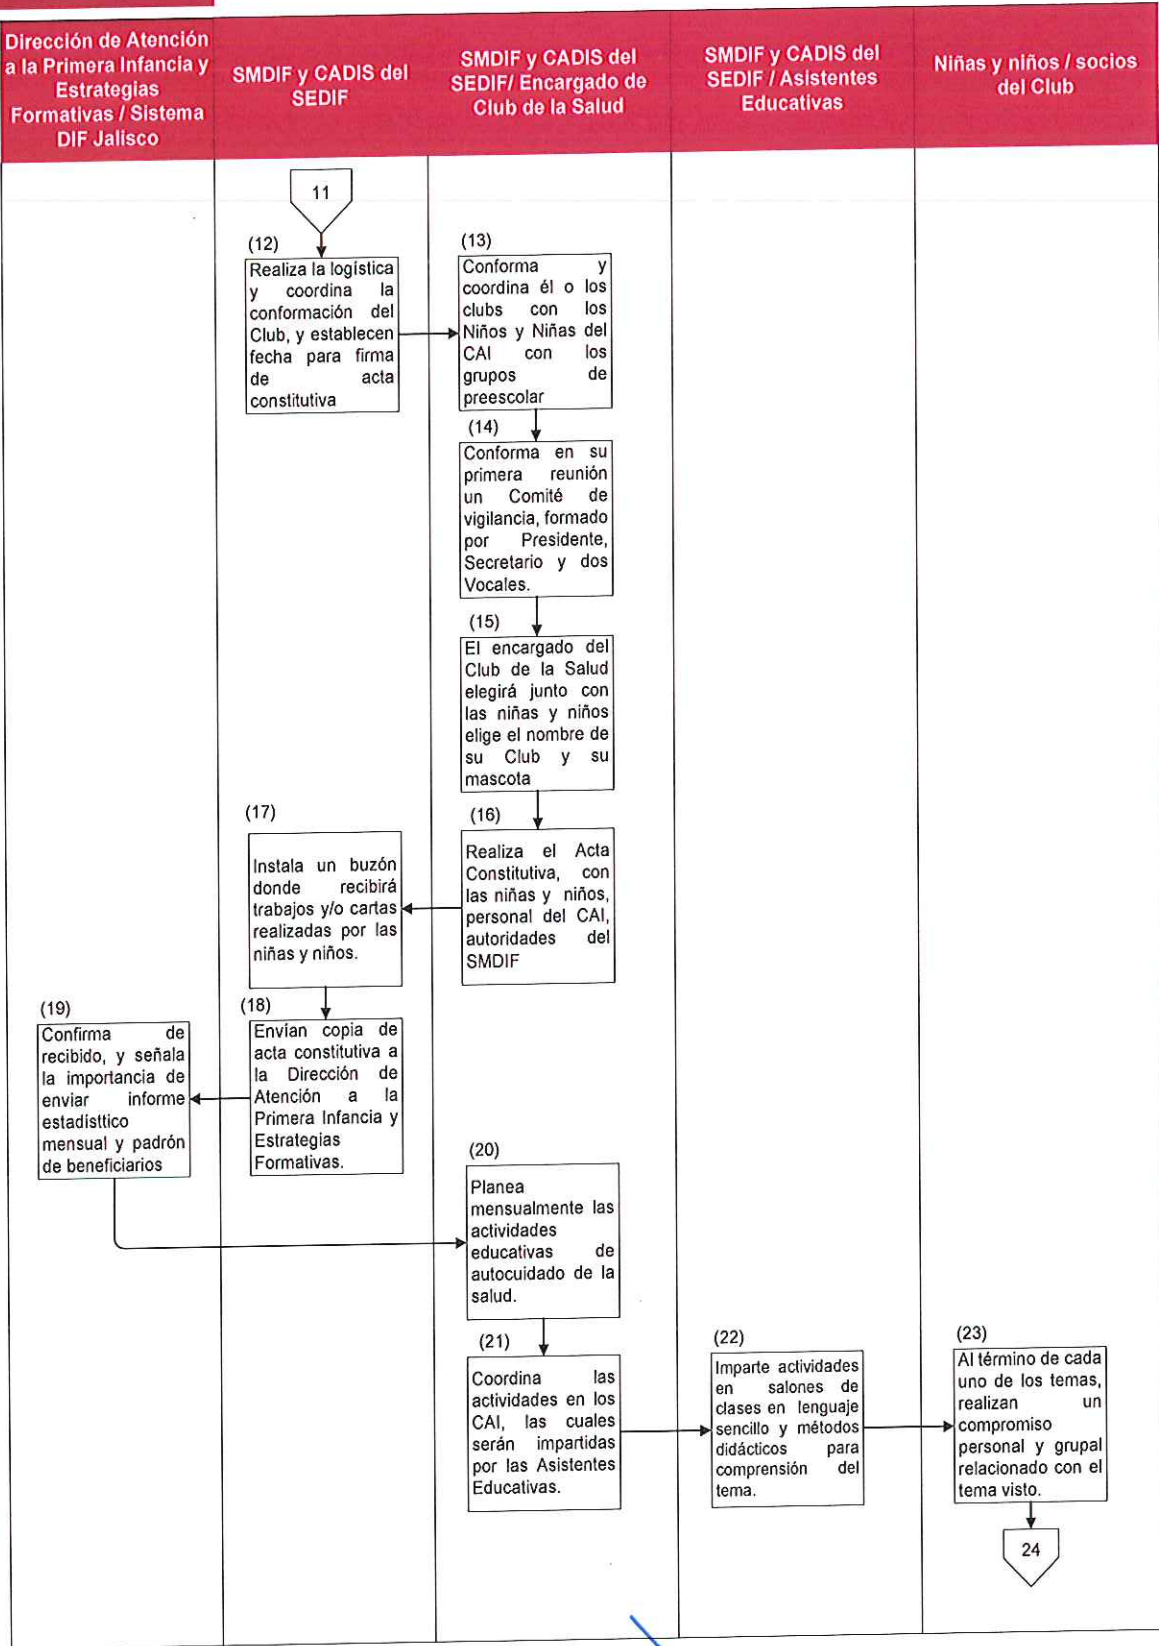 Dirección de Atención
a la Primera Infancia y
Estrategias
Formativas / Sistema
DIF Jalisco
SMDIF y CADIS del
SEDIF
SMDIF y CADIS del
SEDIF/ Encargado de
Club de la Salud
SMDIF y CADIS del
SEDIF / Asistentes
Educativas
Niñas y niños / socios
del Club
11
(12)
Realiza la logística
y coordina la
conformación del
Club, y establecen
fecha para firma
de acta
constitutiva
(13)
Conforma y
coordina él o los
clubs con los
Niños y Niñas del
CAI con los
grupos de
preescolar
(14)
Conforma en su
primera reunión
un Comité de
vigilancia, formado
por Presidente,
Secretario y dos
Vocales.
(15)
El encargado del
Club de la Salud
elegirá junto con
las niñas y niños
elige el nombre de
su Club y su
mascota
(16)
Realiza el Acta
Constitutiva, con
las niñas y niños,
personal del CAI,
autoridades del
SMDIF
(17)
Instala un buzón
donde recibirá
trabajos y/o cartas
realizadas por las
niñas y niños.
(18)
Envían copia de
acta constitutiva a
la Dirección de
Atención a la
Primera Infancia y
Estrategias
Formativas.
(19)
Confirma de
recibido, y señala
la importancia de
enviar informe
estadísttico
mensual y padrón
de beneficiarios
(20)
Planea
mensualmente las
actividades
educativas de
autocuidado de la
salud.
(21)
Coordina las
actividades en los
CAI, las cuales
serán impartidas
por las Asistentes
Educativas.
(22)
Imparte actividades
en salones de
clases en lenguaje
sencillo y métodos
didácticos para
comprensión del
tema.
(23)
Al término de cada
uno de los temas,
realizan un
compromiso
personal y grupal
relacionado con el
tema visto.
24